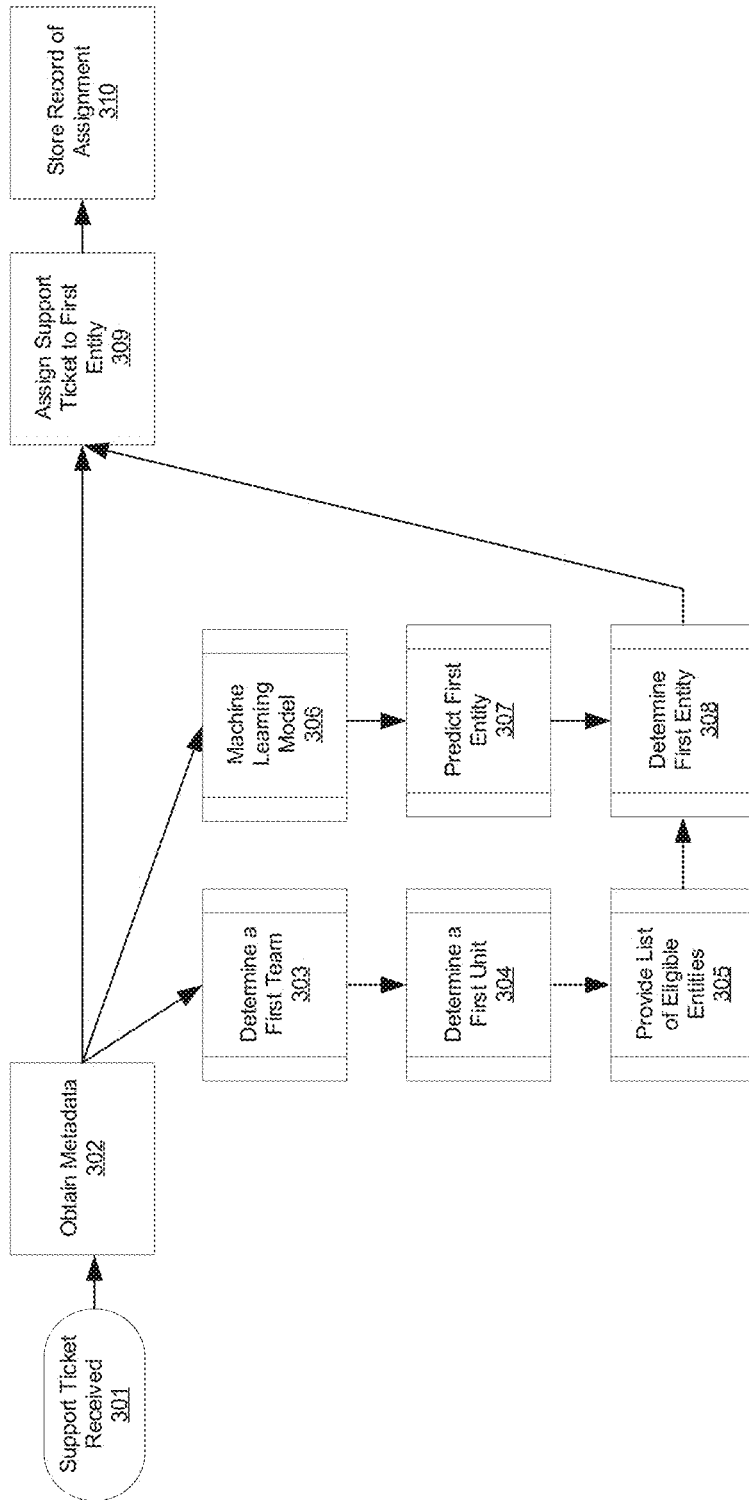 Support Ticket
Received
301
Obtain Metadata
302
Determine a
First Team
303
Determine a
First Unit
304
Provide List
of Eligible
Entities
305
Machine
Learning
Model
306
Predict First
Entity
307
Determine
First Entity
308
Assign Support
Ticket to First
Entity
309
Store Record of
Assignment
310